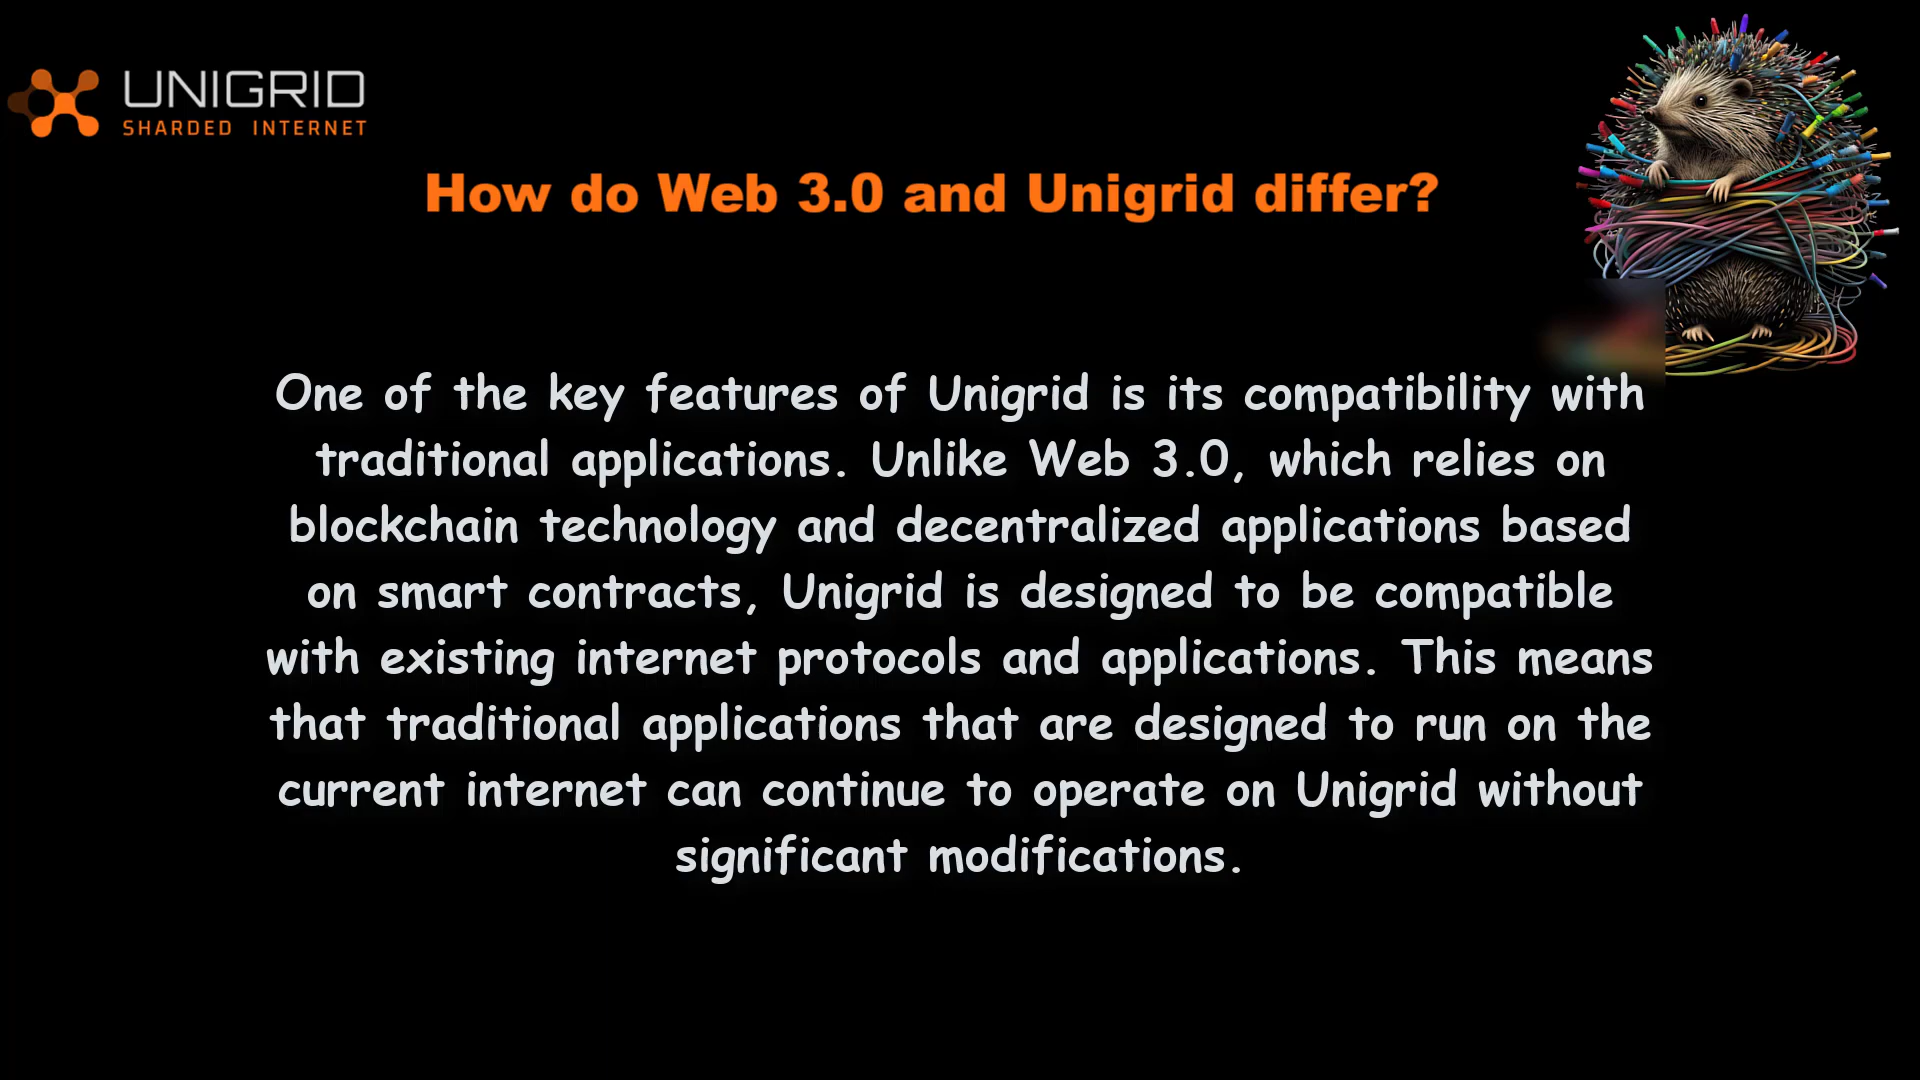 UNIGRID
SHARDED INTERNET
How do Web 3.0 and Unigrid differ?
One of the key features of Unigrid is its compatibility with
traditional applications. Unlike Web 3.0, which relies on
blockchain technology and decentralized applications based
on smart contracts, Unigrid is designed to be compatible
with existing internet protocols and applications. This means
that traditional applications that are designed to run on the
current internet can continue to operate on Unigrid without
significant modifications.